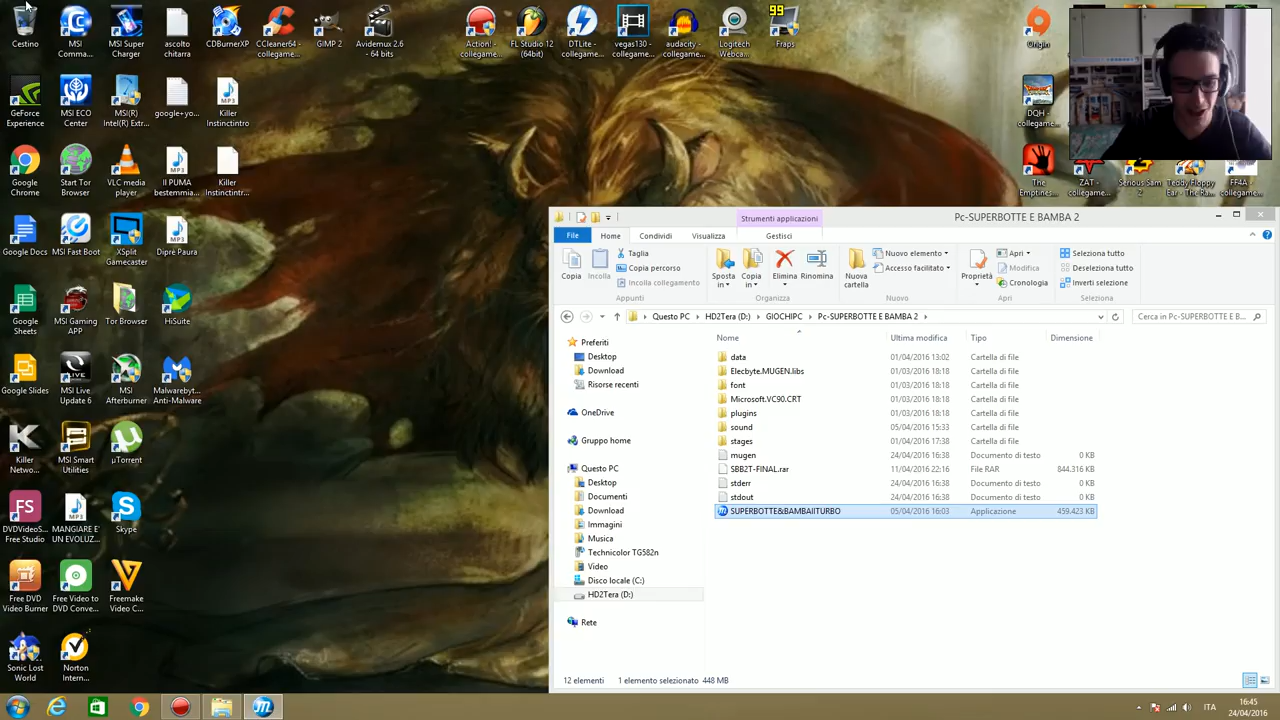 Cestino
MSI
Comma...
MSI Super
Charger
ascolto
chitarra
CDBurnerXP
CCleaner64
- collegam...
GIMP 2
Avidemux 2.6
- 64 bits
Action! -
collegame...
FL Studio 12
(64bit)
DTLite -
collegame...
vegas130 -
collegame...
audacity -
collegame...
Logitech
Webca...
99
Fraps
Origin
GeForce
Experience
MSI ECO
Center
MSI(R)
Intel(R) Extr...
google+yo...
MP3
Killer
Instinctintro
DQH -
collegame...
Google
Chrome
Start Tor
Browser
VLC media
player
MP3
Il PUMA
bestemmia...
Killer
Instinctintr...
The
Emptines...
ZAT -
collegam...
Serious Sam
2
Teddy Floppy
Ear - The Ra...
FF4A -
collegame...
Google Docs
MSI Fast Boot
XSplit
Gamecaster
MP3
Diprè Paura
Google
Sheets
MSI Gaming
APP
Tor Browser
HiSuite
Google Slides
MSI Live
Update 6
MSI
Afterburner
Malwareby...
Anti-Malware
Killer
Networ...
MSI Smart
Utilities
µTorrent
FS
DVDVideoS...
Free Studio
MP3
MANGIARE E'
UN EVOLUZ...
Skype
Free DVD
Video Burner
Free Video to
DVD Conve...
Freemake
Video C...
Sonic Lost
World
Norton
Intern...
Strumenti applicazioni
Pc-SUPERBOTTE E BAMBA 2
File
Home
Condividi
Visualizza
Gestisci
Copia
Incolla
Taglia
Copia percorso
Incolla collegamento
Appunti
Sposta
in
Copia
in
Elimina
Rinomina
Organizza
Nuova
cartella
Nuovo elemento
Accesso facilitato
Nuovo
Proprietà
Apri
Modifica
Cronologia
Apri
Seleziona tutto
Deseleziona tutto
Inverti selezione
Seleziona
Questo PC
HD2Tera (D:)
GIOCHIPC
Pc-SUPERBOTTE E BAMBA 2
Cerca in Pc-SUPERBOTTE E B...
Preferiti
Desktop
Download
Risorse recenti
OneDrive
Gruppo home
Questo PC
Desktop
Documenti
Download
Immagini
Musica
Technicolor TG582n
Video
Disco locale (C:)
HD2Tera (D:)
Rete
Nome Ultima modifica Tipo Dimensione
data 01/04/2016 13:02 Cartella di file
Elecbyte.MUGEN.libs 01/03/2016 18:18 Cartella di file
font 01/03/2016 18:18 Cartella di file
Microsoft.VC90.CRT 01/03/2016 18:18 Cartella di file
plugins 01/03/2016 18:18 Cartella di file
sound 05/04/2016 15:33 Cartella di file
stages 01/04/2016 17:38 Cartella di file
mugen 24/04/2016 16:38 Documento di testo 0 KB
SBB2T-FINAL.rar 11/04/2016 22:16 File RAR 844.316 KB
stderr 24/04/2016 16:38 Documento di testo 0 KB
stdout 24/04/2016 16:38 Documento di testo 0 KB
SUPERBOTTE&BAMBAIITURBO 05/04/2016 16:03 Applicazione 459.423 KB
12 elementi 1 elemento selezionato 448 MB
ITA
16:45
24/04/2016